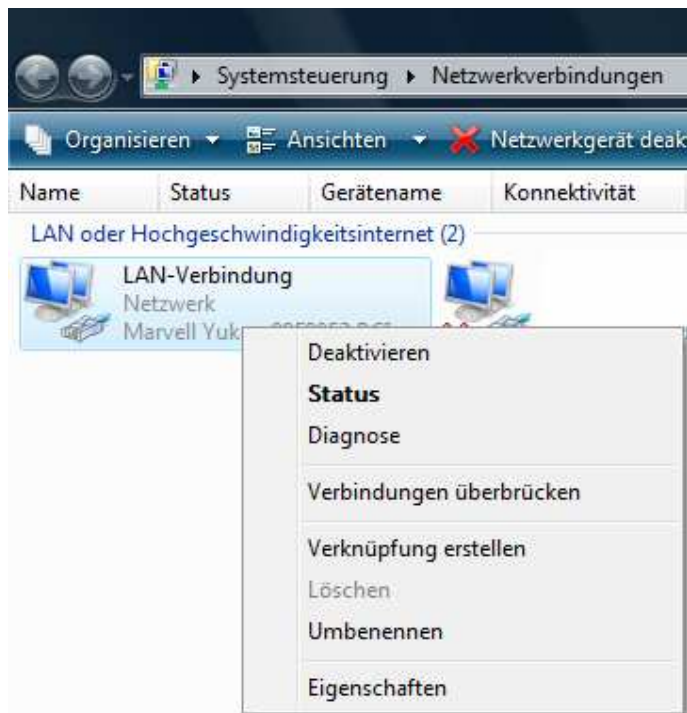 Systemsteuerung ▸ Netzwerkverbindungen
Organisieren Ansichten Netzwerkgerät deak
Name Status Gerätename Konnektivität
LAN oder Hochgeschwindigkeitsinternet (2)
LAN-Verbindung
Netzwerk
Marvell Yuk
Deaktivieren
Status
Diagnose
Verbindungen überbrücken
Verknüpfung erstellen
Löschen
Umbenennen
Eigenschaften